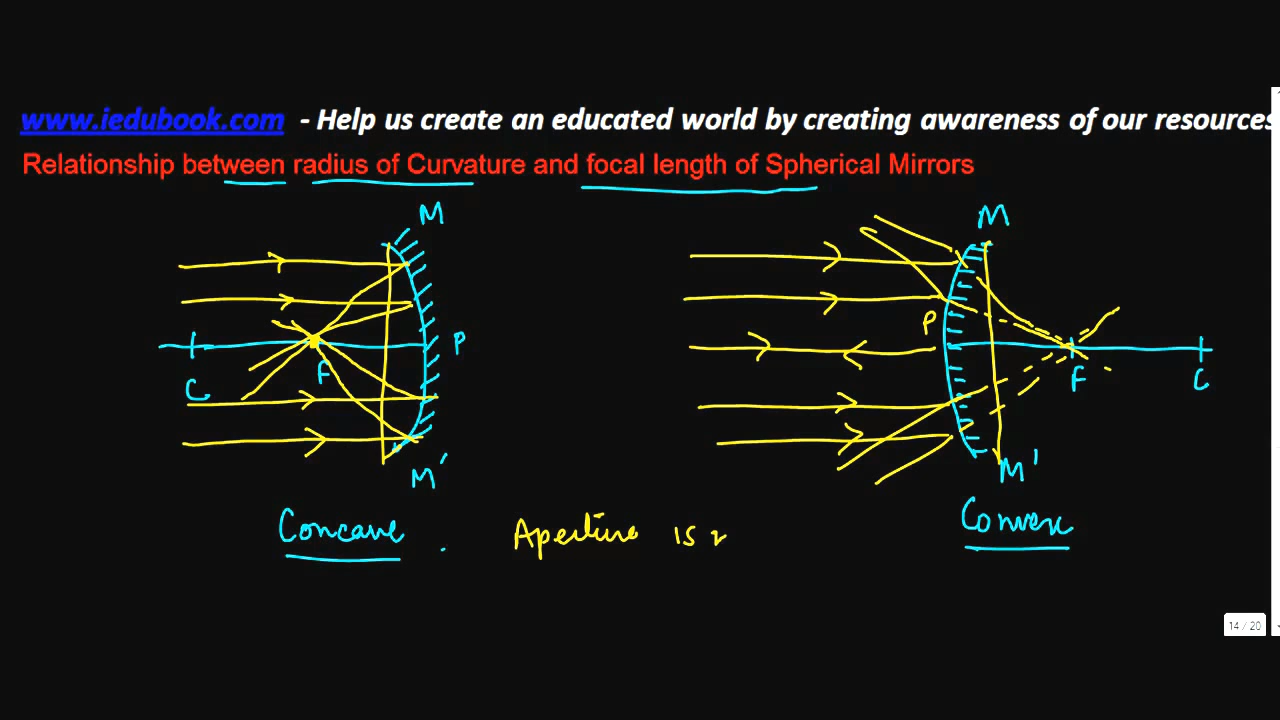 www.iedubook.com - Help us create an educated world by creating awareness of our resources
Relationship between radius of Curvature and focal length of Spherical Mirrors
M M
P
P
F
C
F
C
M' M'
Concave Aperture is Convex
14 / 20